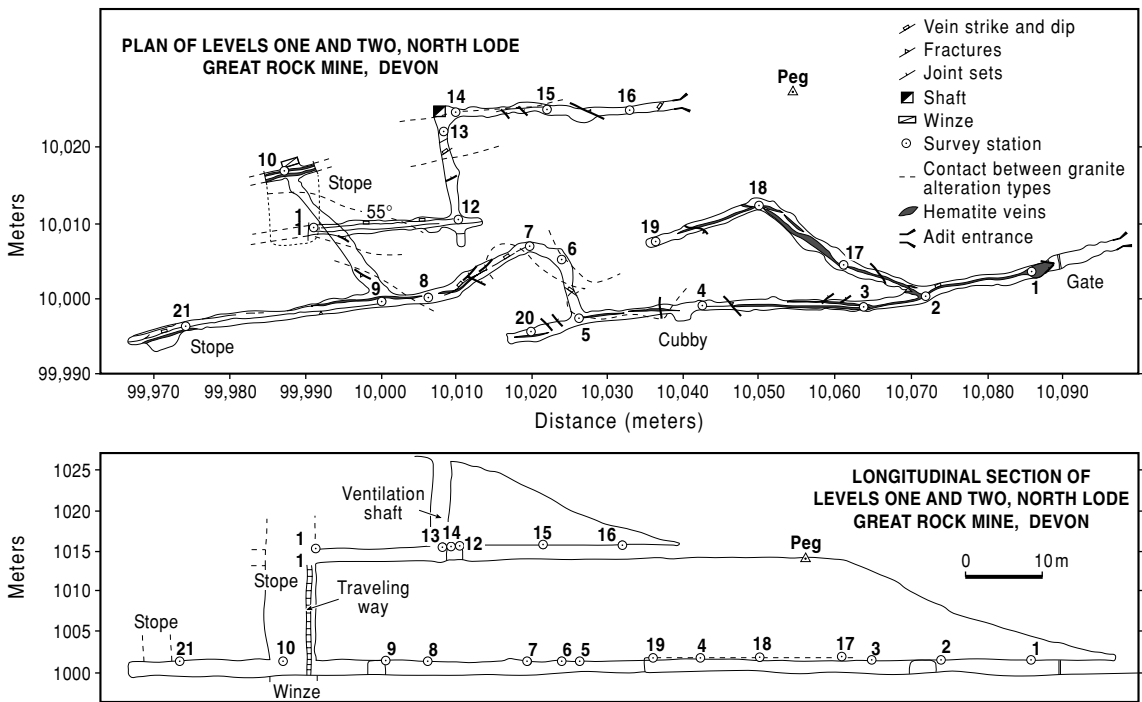 PLAN OF LEVELS ONE AND TWO, NORTH LODE
GREAT ROCK MINE, DEVON
Vein strike and dip
Fractures
Joint sets
Shaft
Winze
Survey station
Contact between granite
alteration types
Hematite veins
Adit entrance
Peg
14
15
16
13
10
Stope
12
55°
1
1
18
19
17
7
6
8
9
4
3
1
2
Gate
21
Stope
20
5
Cubby
Meters
10,020
10,010
10,000
99,990
99,970
99,980
99,990
10,000
10,010
10,020
10,030
10,040
10,050
10,060
10,070
10,080
10,090
Distance (meters)
LONGITUDINAL SECTION OF
LEVELS ONE AND TWO, NORTH LODE
GREAT ROCK MINE, DEVON
0
10 m
Meters
1025
1020
1015
1010
1005
1000
Ventilation
shaft
1
13
14
12
15
16
Peg
1
Stope
Traveling
way
Stope
21
10
9
8
7
6
5
19
4
18
17
3
2
1
Winze